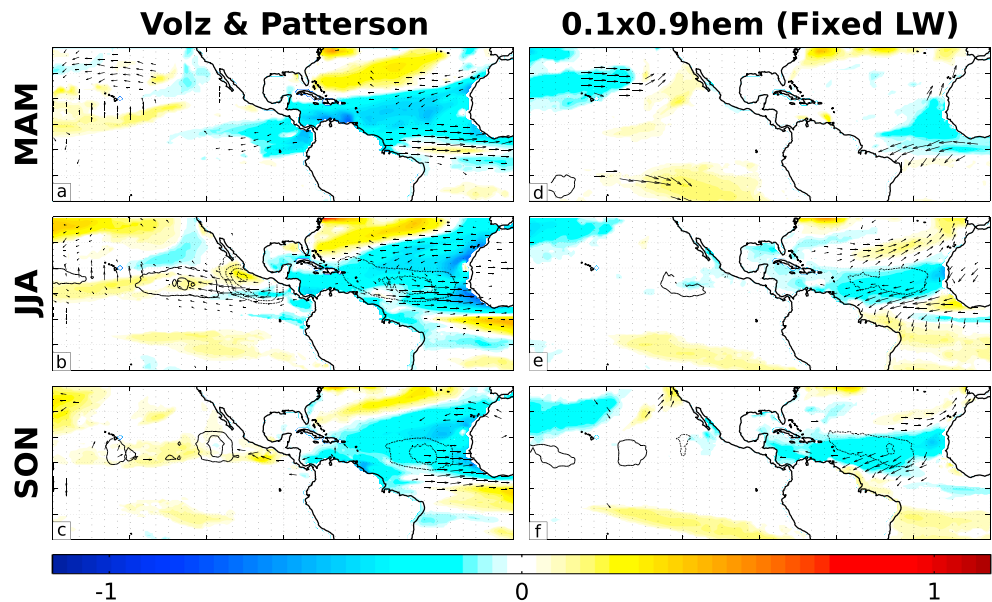 Volz & Patterson
0.1x0.9hem (Fixed LW)
MAM
a
d
JJA
b
e
SON
c
f
-1
0
1